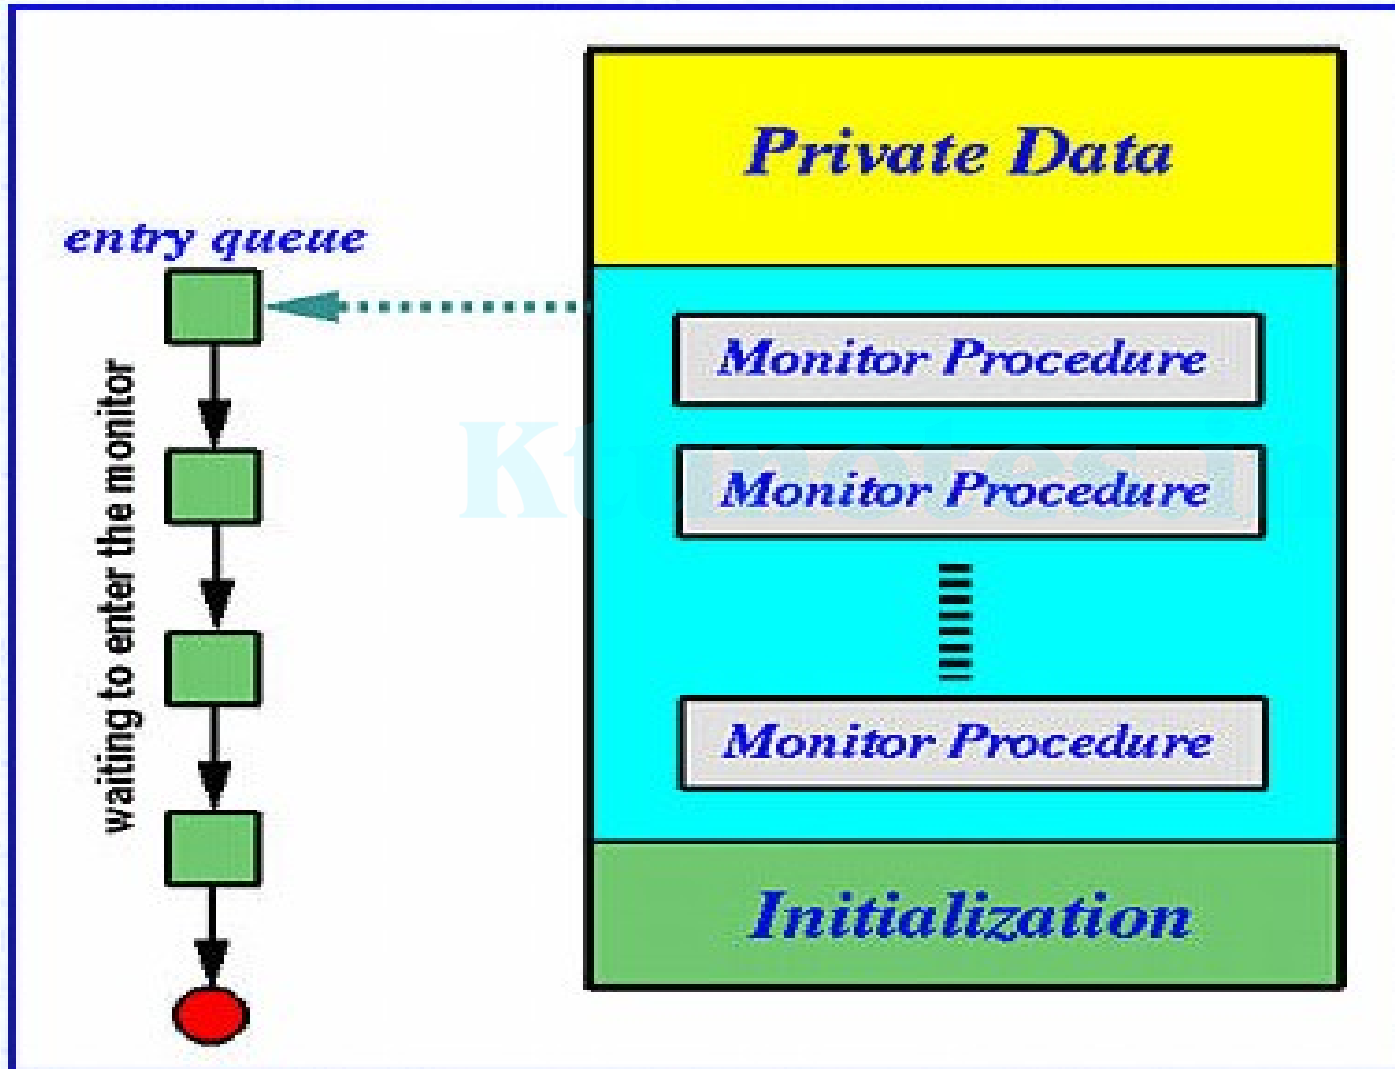 Private Data
entry queue
waiting to enter the monitor
Monitor Procedure
Monitor Procedure
Monitor Procedure
Initialization